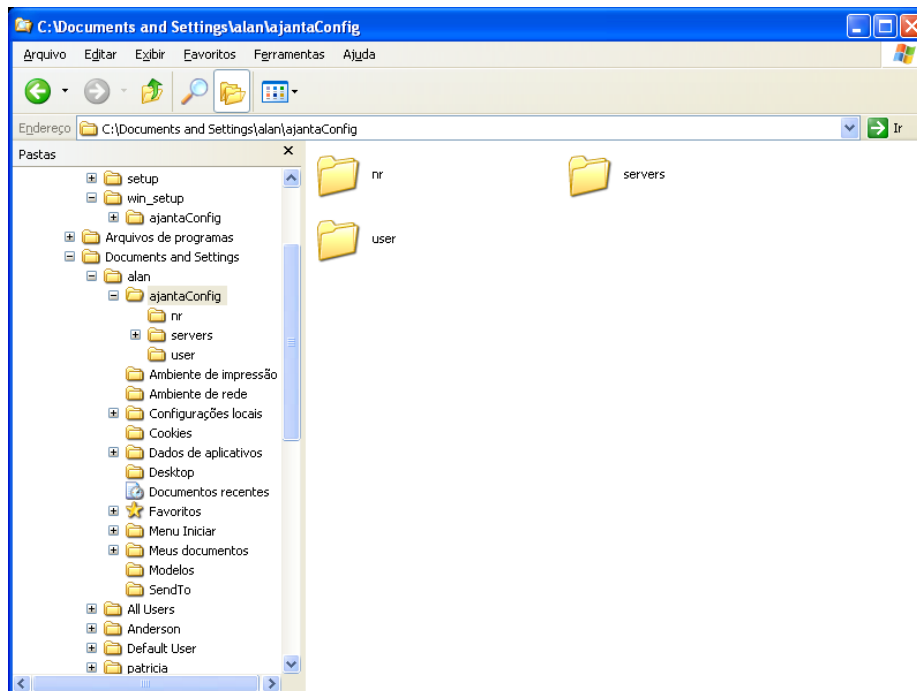 C:\Documents and Settings\alan\ajantaConfig
Arquivo Editar Exibir Favoritos Ferramentas Ajuda
Endereço C:\Documents and Settings\alan\ajantaConfig Ir
Pastas
setup
win_setup
ajantaConfig
Arquivos de programas
Documents and Settings
alan
ajantaConfig
nr
servers
user
Ambiente de impressão
Ambiente de rede
Configurações locais
Cookies
Dados de aplicativos
Desktop
Documentos recentes
Favoritos
Menu Iniciar
Meus documentos
Modelos
SendTo
All Users
Anderson
Default User
patricia
nr servers
user